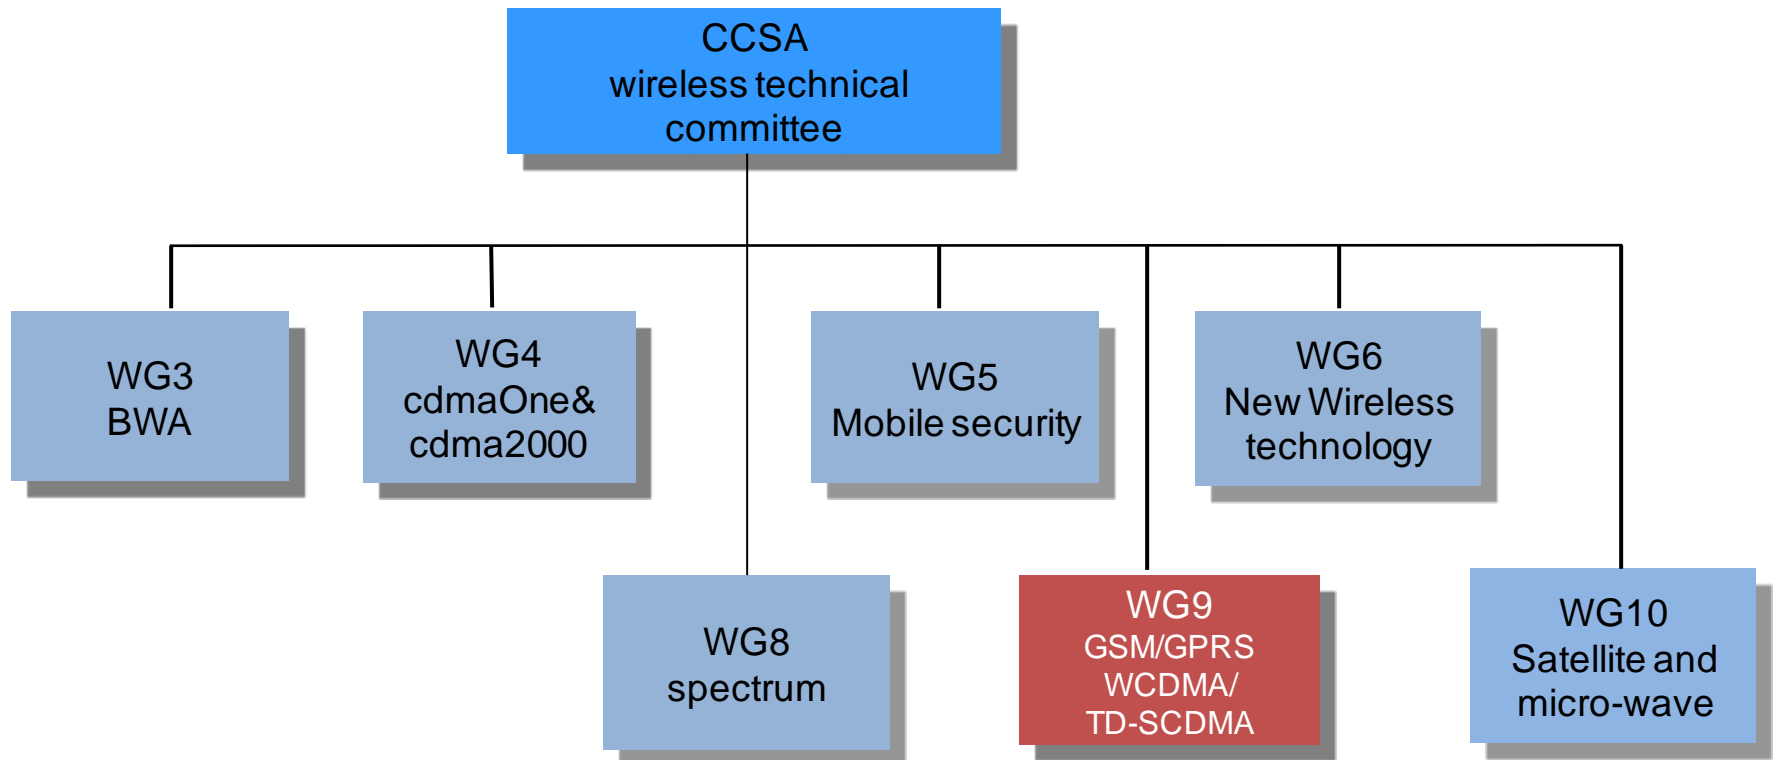 CCSA
wireless technical
committee
WG3
BWA
WG4
cdmaOne&
cdma2000
WG5
Mobile security
WG6
New Wireless
technology
WG8
spectrum
WG9
GSM/GPRS
WCDMA/
TD-SCDMA
WG10
Satellite and
micro-wave